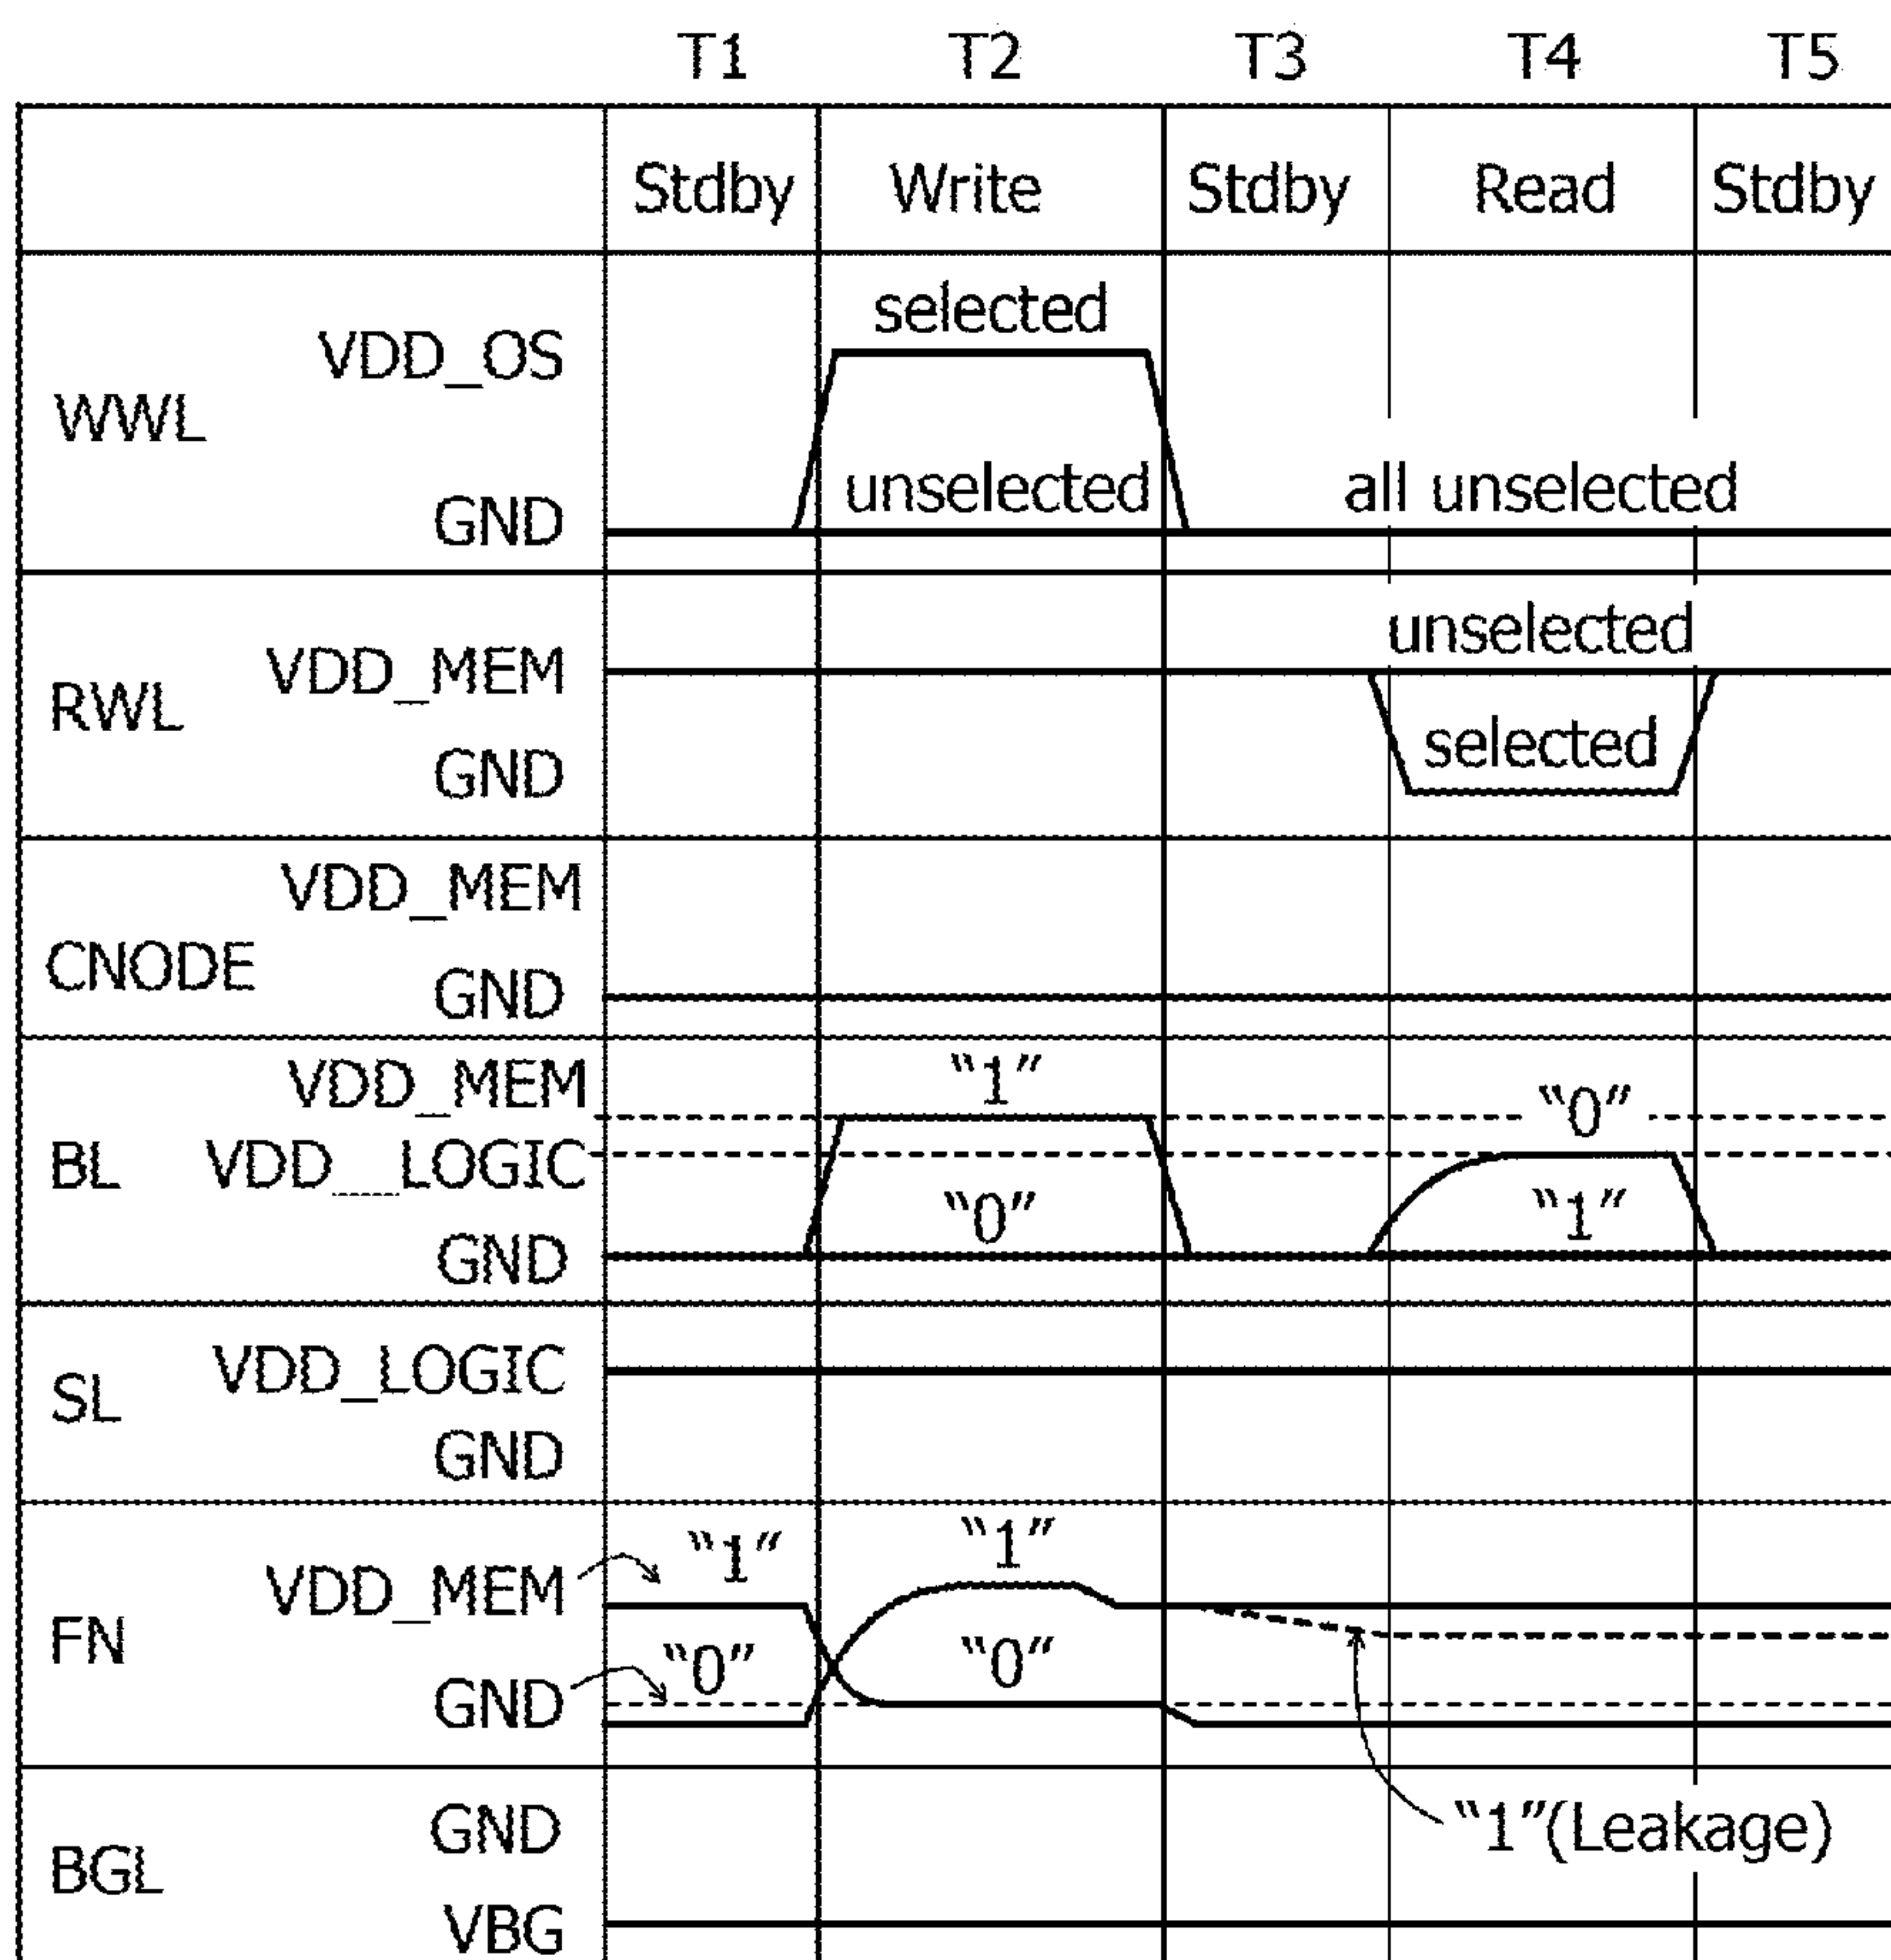 T1 T2 T3 T4 T5
Stdby Write Stdby Read Stdby
selected
VDD_OS
WWL
unselected all unselected
GND
unselected
VDD_MEM
RWL
selected
GND
VDD_MEM
CNODE
GND
VDD_MEM "1" "0"
BL VDD__LOGIC
"0" "1"
GND
VDD_LOGIC
SL
GND
"1" "1"
VDD_MEM
FN
"0" "0"
GND
GND "1"(Leakage)
BGL
VBG